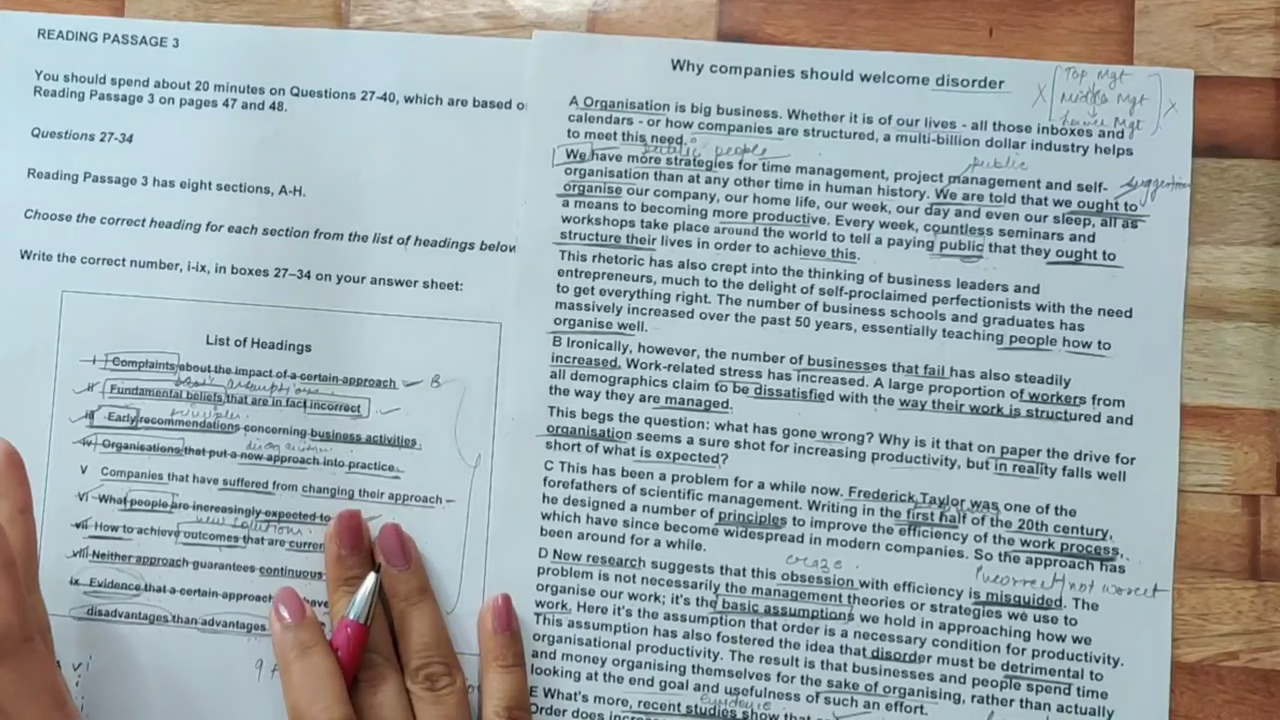 READING PASSAGE 3
You should spend about 20 minutes on Questions 27-40, which are based o
Reading Passage 3 on pages 47 and 48.
Questions 27-34
Reading Passage 3 has eight sections, A-H.
Choose the correct heading for each section from the list of headings below
Write the correct number, i-ix, in boxes 27–34 on your answer sheet:
List of Headings
i Complaints about the impact of a certain approach B
basic assumptions
ii Fundamental beliefs that are in fact incorrect
principles
iii Early recommendations concerning business activities
iv Organisations that put a new approach into practice
v Companies that have suffered from changing their approach
vi What people are increasingly expected to
new solutions
vii How to achieve outcomes that are curren
viii Neither approach guarantees continuous
ix Evidence that a certain approach have
disadvantages than advantages
vi
9
Why companies should welcome disorder
Top Mgt
Middle Mgt
Lower Mgt
X X
A Organisation is big business. Whether it is of our lives - all those inboxes and
calendars - or how companies are structured, a multi-billion dollar industry helps
to meet this need.
public people public
We have more strategies for time management, project management and self-
suggestion
organisation than at any other time in human history. We are told that we ought to
organise our company, our home life, our week, our day and even our sleep, all as
a means to becoming more productive. Every week, countless seminars and
workshops take place around the world to tell a paying public that they ought to
structure their lives in order to achieve this.
This rhetoric has also crept into the thinking of business leaders and
entrepreneurs, much to the delight of self-proclaimed perfectionists with the need
to get everything right. The number of business schools and graduates has
massively increased over the past 50 years, essentially teaching people how to
organise well.
B Ironically, however, the number of businesses that fail has also steadily
increased. Work-related stress has increased. A large proportion of workers from
all demographics claim to be dissatisfied with the way their work is structured and
the way they are managed.
This begs the question: what has gone wrong? Why is it that on paper the drive for
organisation seems a sure shot for increasing productivity, but in reality falls well
short of what is expected?
C This has been a problem for a while now. Frederick Taylor was one of the
forefathers of scientific management. Writing in the first half of the 20th century,
he designed a number of principles to improve the efficiency of the work process,
which have since become widespread in modern companies. So the approach has
been around for a while.
craze Incorrect/not correct
D New research suggests that this obsession with efficiency is misguided. The
problem is not necessarily the management theories or strategies we use to
organise our work; it's the basic assumptions we hold in approaching how we
work. Here it's the assumption that order is a necessary condition for productivity.
This assumption has also fostered the idea that disorder must be detrimental to
organisational productivity. The result is that businesses and people spend time
and money organising themselves for the sake of organising, rather than actually
looking at the end goal and usefulness of such an effort.
evidence
E What's more, recent studies show that
Order does incre